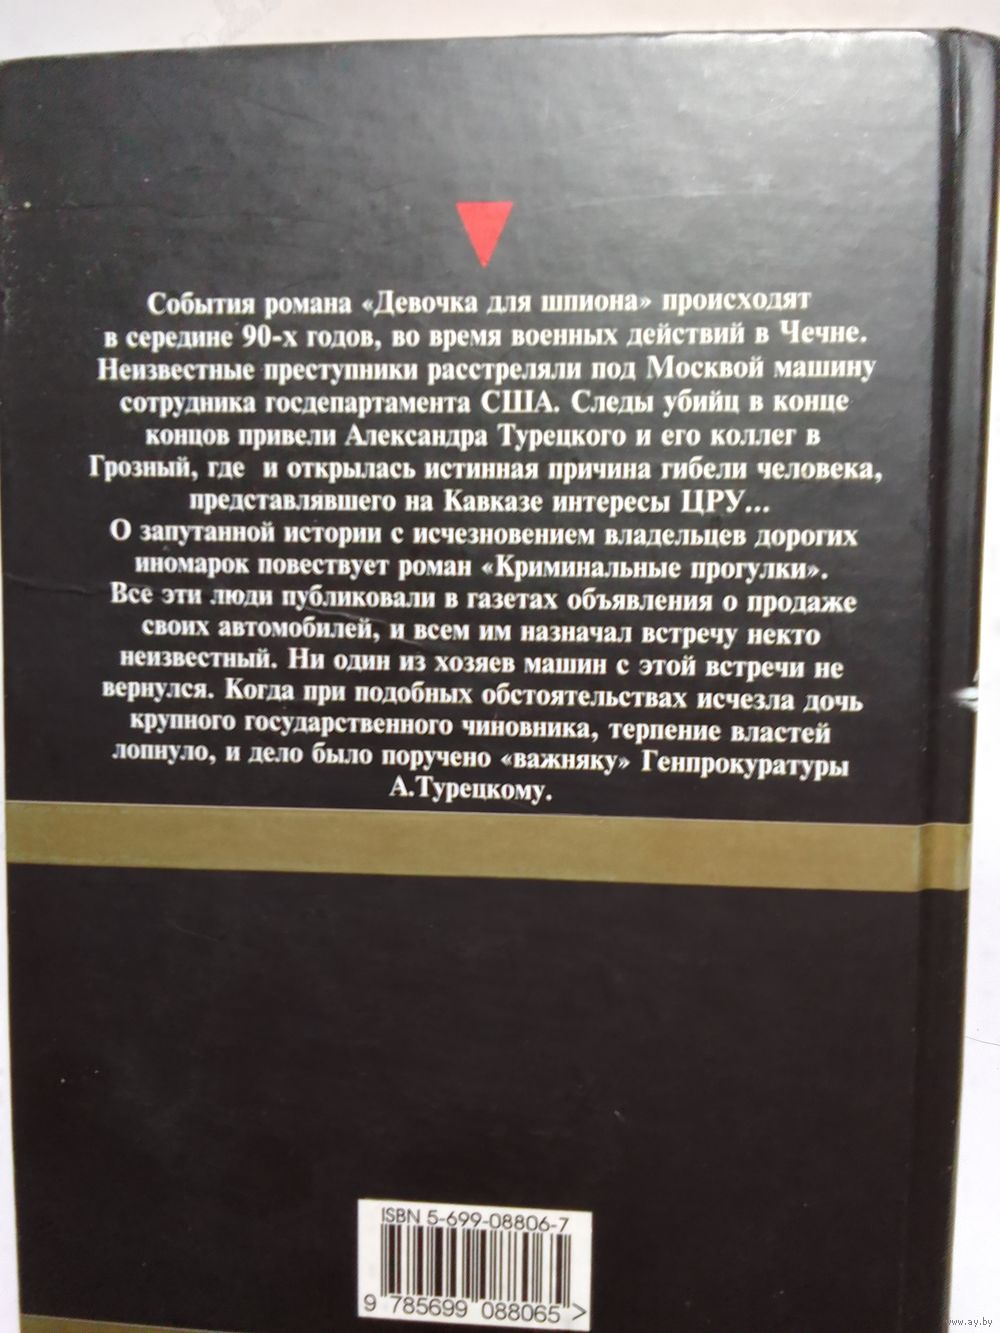 События романа «Девочка для шпиона» происходят
в середине 90-х годов, во время военных действий в Чечне.
Неизвестные преступники расстреляли под Москвой машину
сотрудника госдепартамента США. Следы убийц в конце
концов привели Александра Турецкого и его коллег в
Грозный, где и открылась истинная причина гибели человека,
представлявшего на Кавказе интересы ЦРУ...
О запутанной истории с исчезновением владельцев дорогих
иномарок повествует роман «Криминальные прогулки».
Все эти люди публиковали в газетах объявления о продаже
своих автомобилей, и всем им назначал встречу некто
неизвестный. Ни один из хозяев машин с этой встречи не
вернулся. Когда при подобных обстоятельствах исчезла дочь
крупного государственного чиновника, терпение властей
лопнуло, и дело было поручено «важняку» Генпрокуратуры
А.Турецкому.
ISBN 5-699-08806-7
9 785699 088065 >
www.ay.by